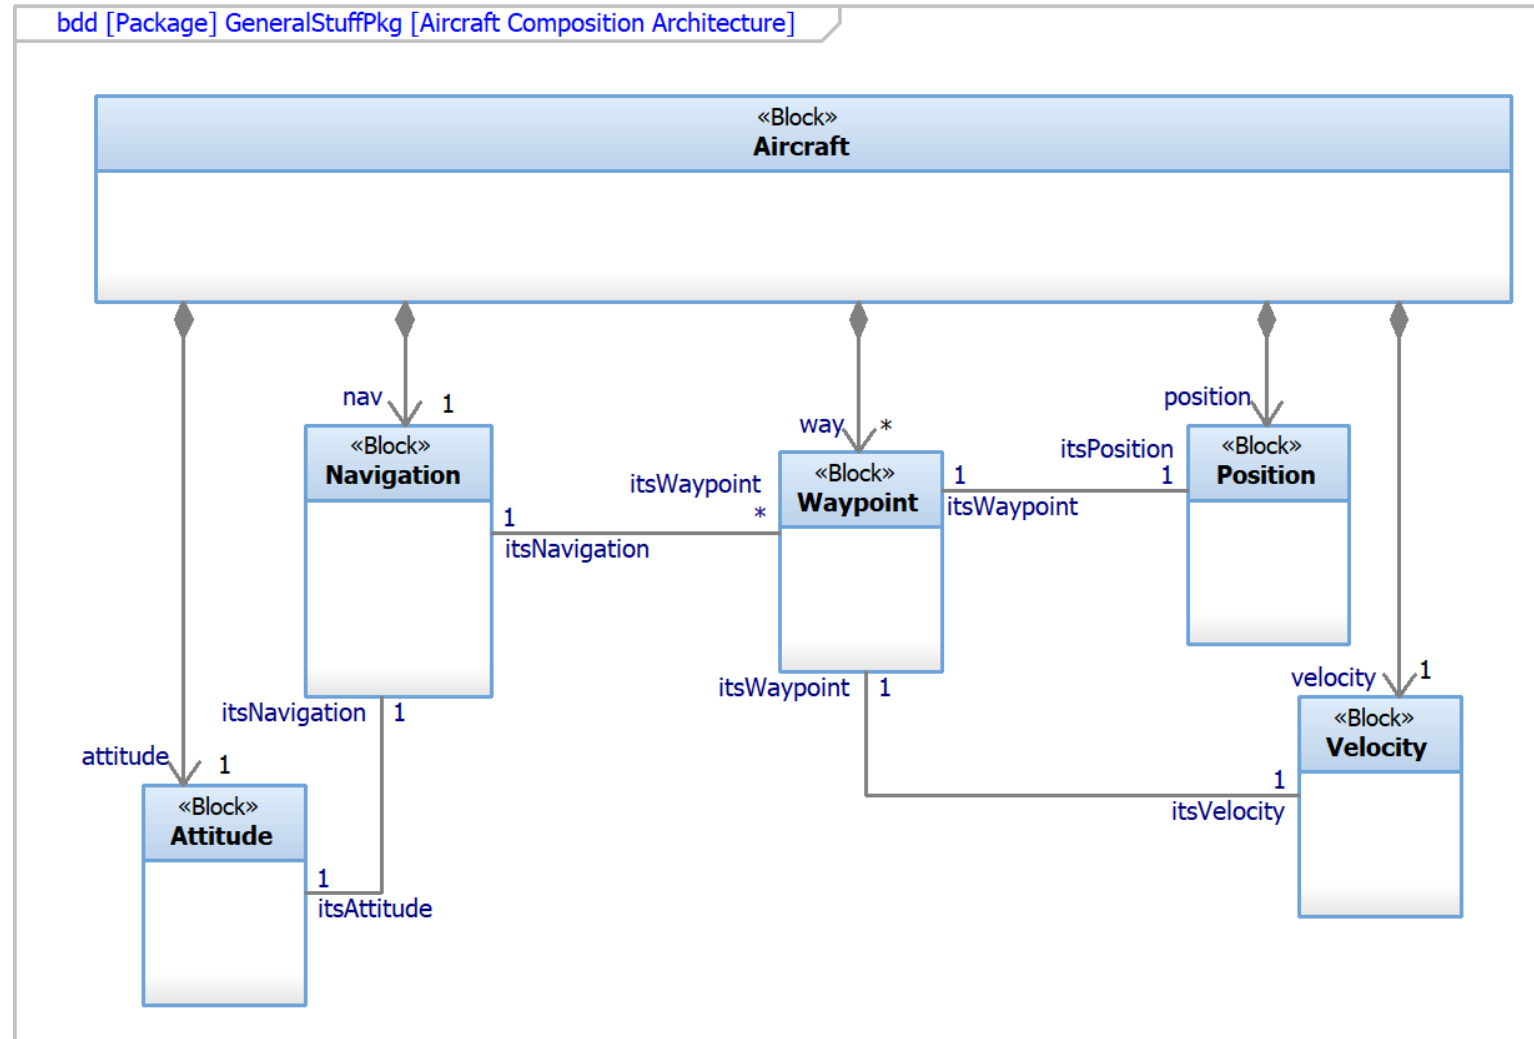 bdd [Package] GeneralStuffPkg [Aircraft Composition Architecture]
«Block»
Aircraft
nav
1
way
*
position
«Block»
Navigation
«Block»
Waypoint
«Block»
Position
itsWaypoint
*
1
itsNavigation
itsPosition
1
1
itsWaypoint
itsNavigation
1
itsWaypoint
1
velocity
1
attitude
1
«Block»
Velocity
«Block»
Attitude
1
itsVelocity
1
itsAttitude